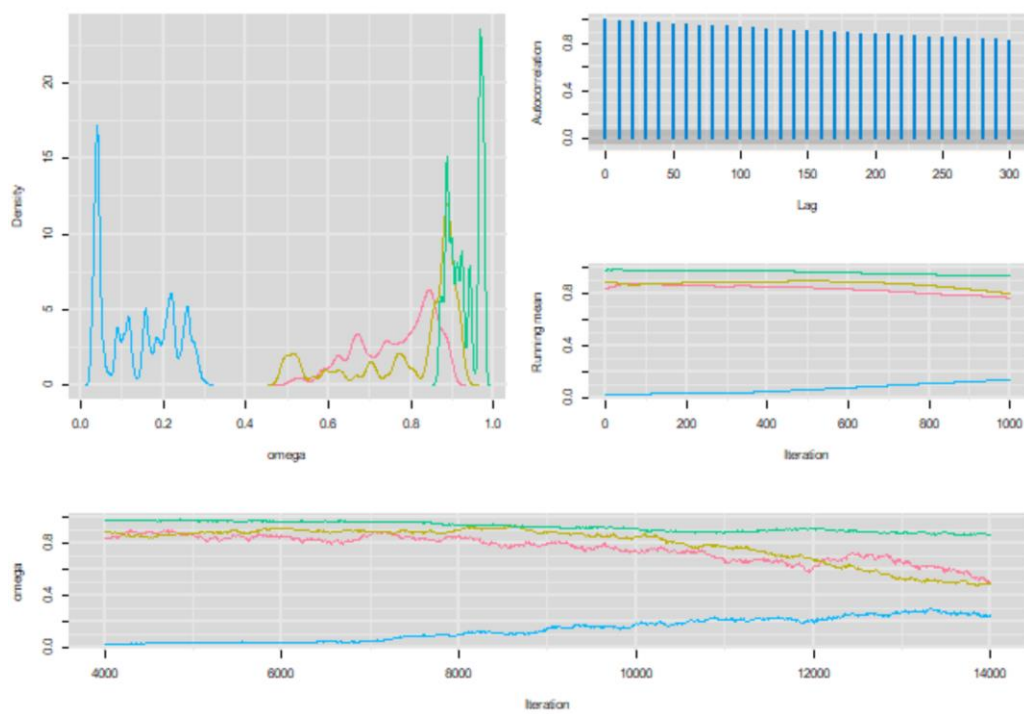 Density
20
15
10
5
0
0.0 0.2 0.4 0.6 0.8 1.0
omega
Autocorrelation
0.8
0.4
0.0
0 50 100 150 200 250 300
Lag
Running mean
0.8
0.4
0.0
0 200 400 600 800 1000
Iteration
omega
0.8
0.4
0.0
4000 6000 8000 10000 12000 14000
Iteration